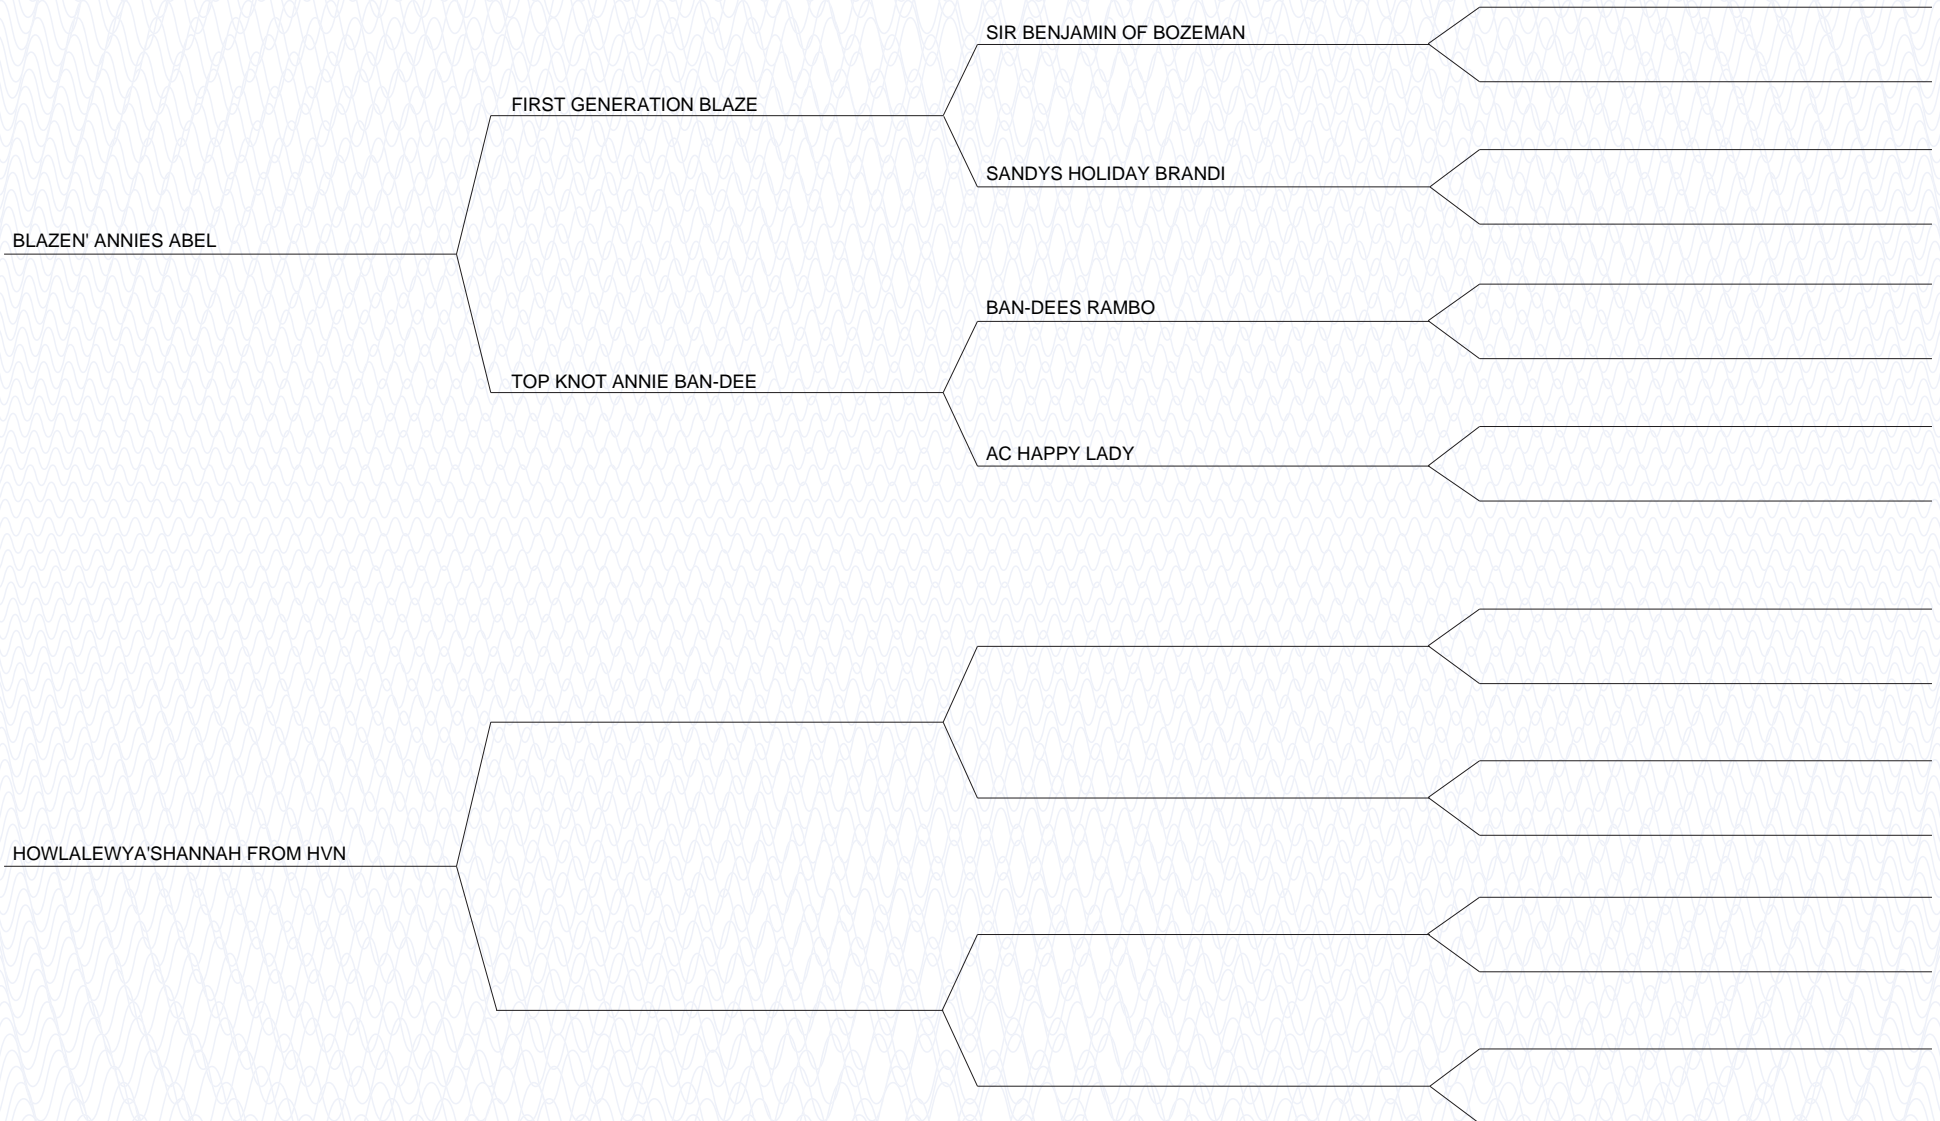 SIR BENJAMIN OF BOZEMAN
FIRST GENERATION BLAZE
SANDYS HOLIDAY BRANDI
BLAZEN' ANNIES ABEL
BAN-DEES RAMBO
TOP KNOT ANNIE BAN-DEE
AC HAPPY LADY
HOWLALEWYA'SHANNAH FROM HVN